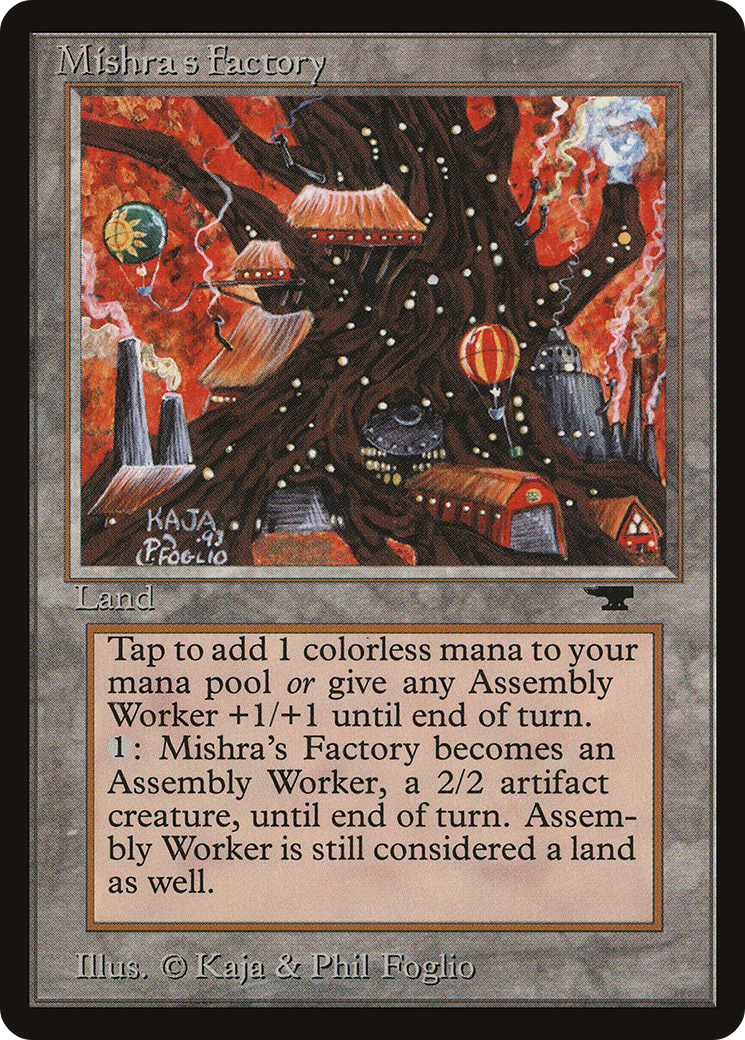 Mishra's Factory
KAJA
'93
P. FOGLIO
Land
Tap to add 1 colorless mana to your
mana pool or give any Assembly
Worker +1/+1 until end of turn.
1: Mishra's Factory becomes an
Assembly Worker, a 2/2 artifact
creature, until end of turn. Assem-
bly Worker is still considered a land
as well.
Illus. © Kaja & Phil Foglio